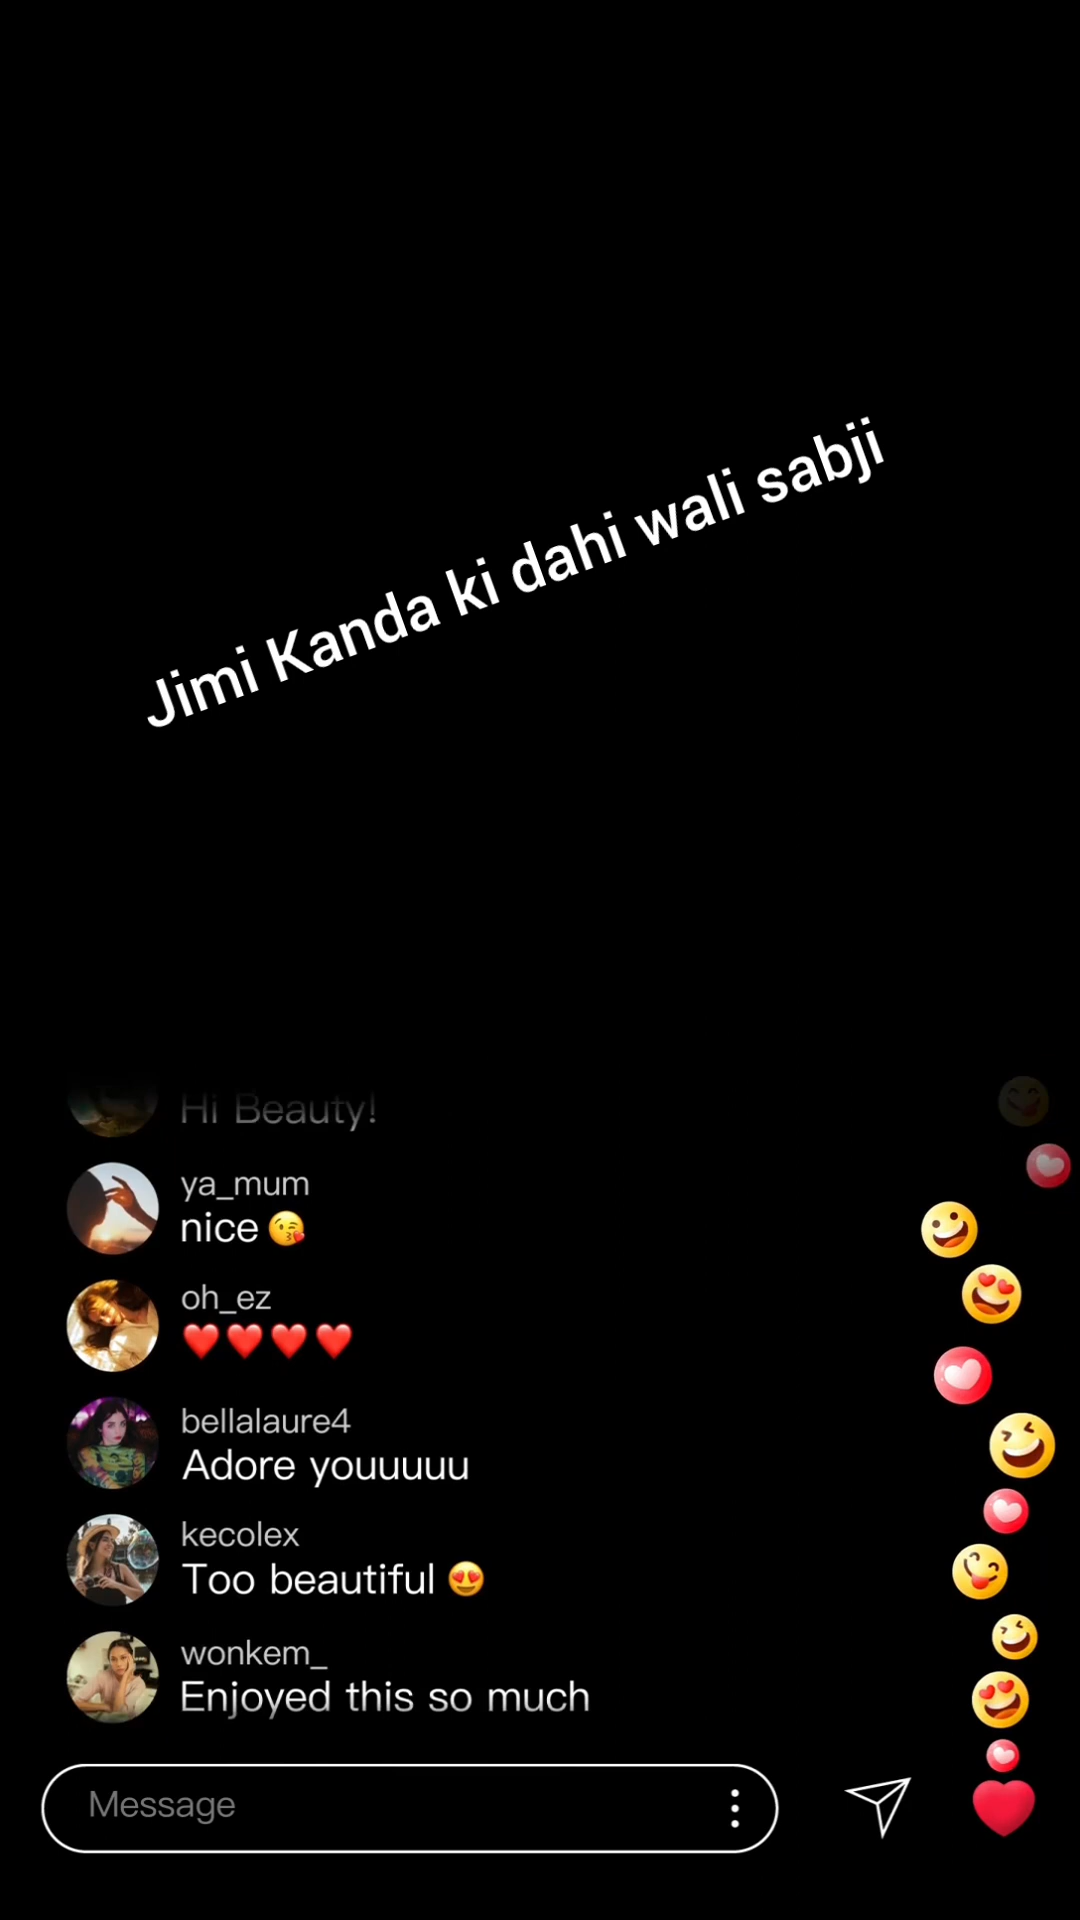 Jimi Kanda ki dahi wali sabji
Hi Beauty!
ya_mum
nice 😘
oh_ez
❤️❤️❤️❤️
bellalaure4
Adore youuuuu
kecolex
Too beautiful 😍
wonkem_
Enjoyed this so much
Message